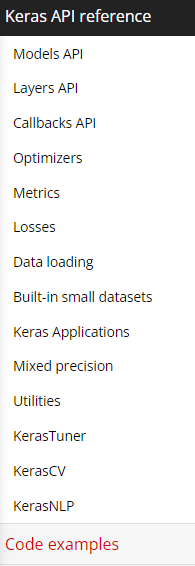 Keras API reference
Models API
Layers API
Callbacks API
Optimizers
Metrics
Losses
Data loading
Built-in small datasets
Keras Applications
Mixed precision
Utilities
KerasTuner
KerasCV
KerasNLP
Code examples